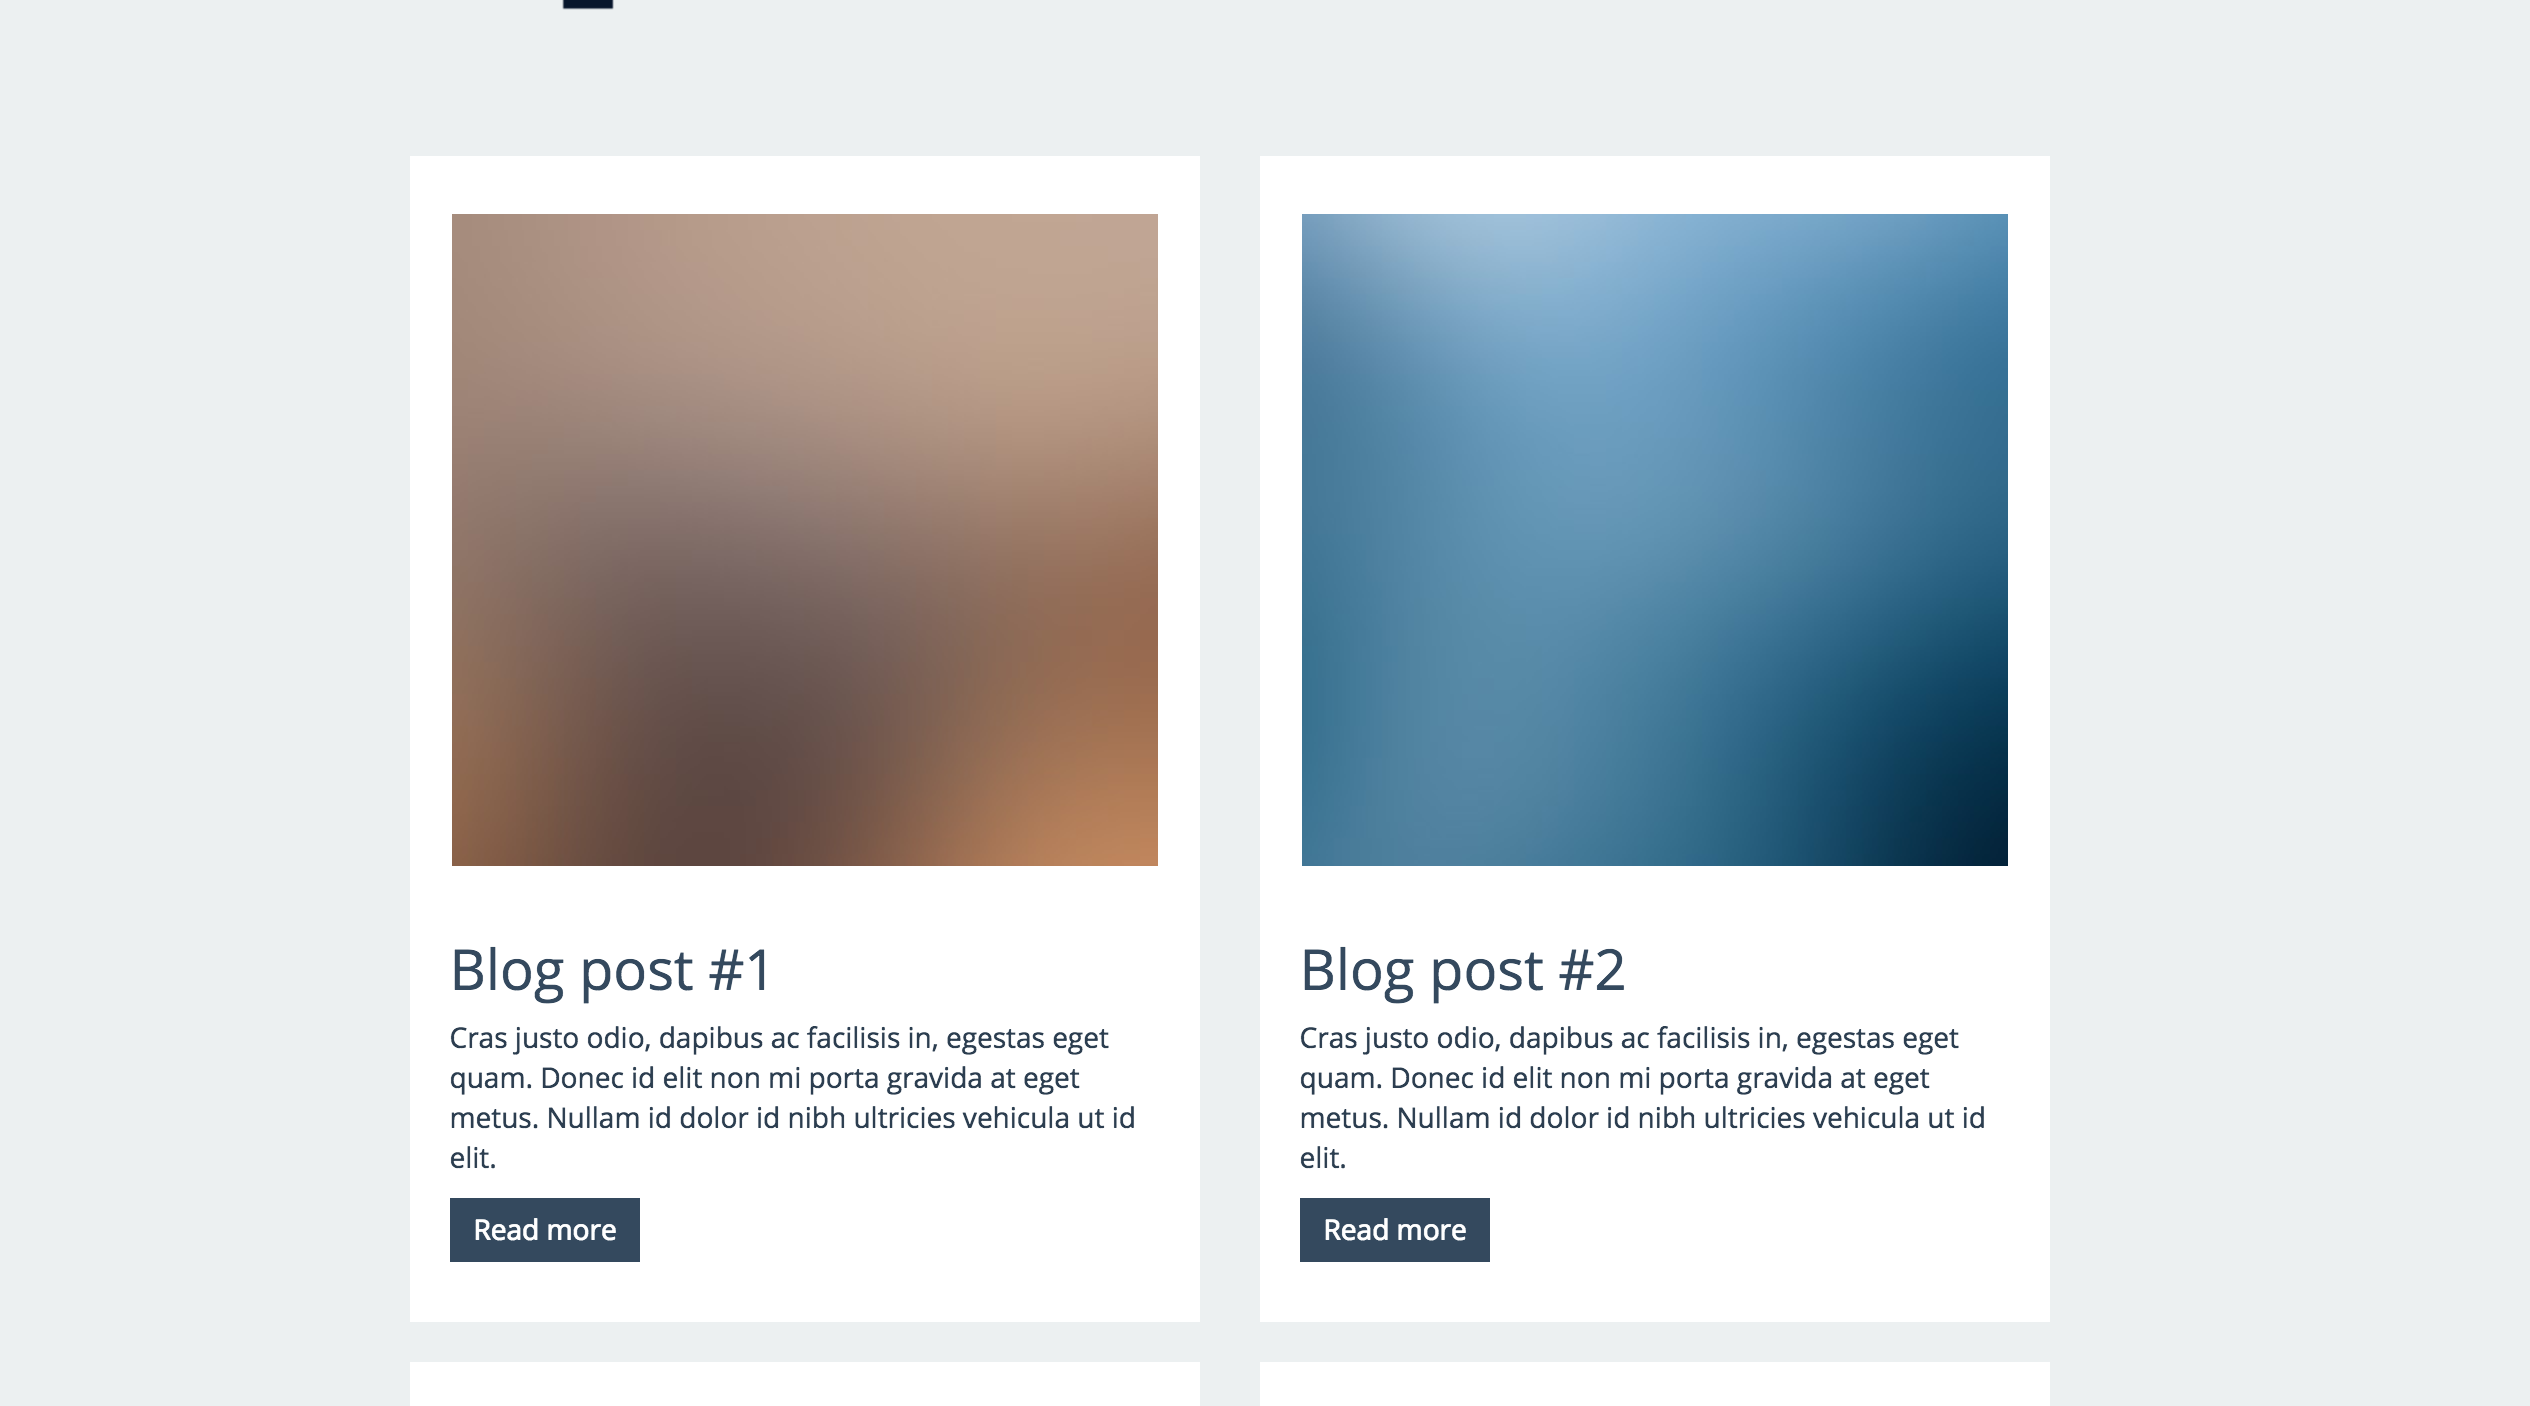 Blog post #1
Cras justo odio, dapibus ac facilisis in, egestas eget
quam. Donec id elit non mi porta gravida at eget
metus. Nullam id dolor id nibh ultricies vehicula ut id
elit.
Read more
Blog post #2
Cras justo odio, dapibus ac facilisis in, egestas eget
quam. Donec id elit non mi porta gravida at eget
metus. Nullam id dolor id nibh ultricies vehicula ut id
elit.
Read more